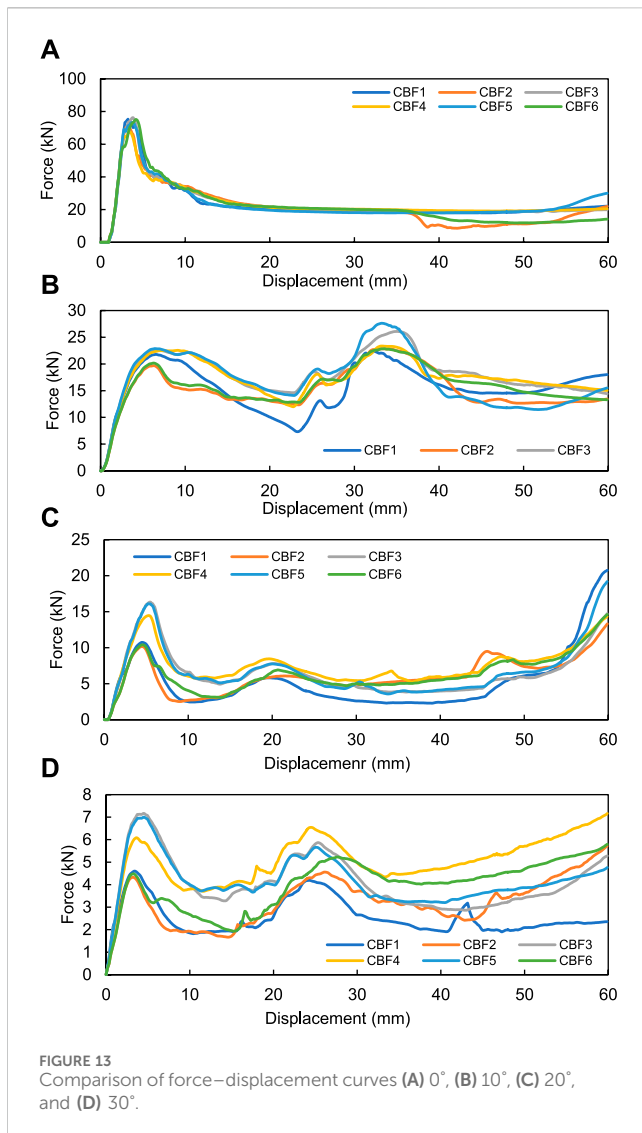 A
100
80
60
40
20
0
Force (kN)
CBF1 CBF2 CBF3
CBF4 CBF5 CBF6
0 10 20 30 40 50 60
Displacement (mm)
B
30
25
20
15
10
5
0
Force (kN)
CBF1 CBF2 CBF3
0 10 20 30 40 50 60
Displacement (mm)
C
25
20
15
10
5
0
Force (kN)
CBF1 CBF2 CBF3
CBF4 CBF5 CBF6
0 10 20 30 40 50 60
Displacemenr (mm)
D
8
7
6
5
4
3
2
1
0
Force (kN)
CBF1 CBF2 CBF3
CBF4 CBF5 CBF6
0 10 20 30 40 50 60
Displacement (mm)
FIGURE 13
Comparison of force–displacement curves (A) 0°, (B) 10°, (C) 20°,
and (D) 30°.